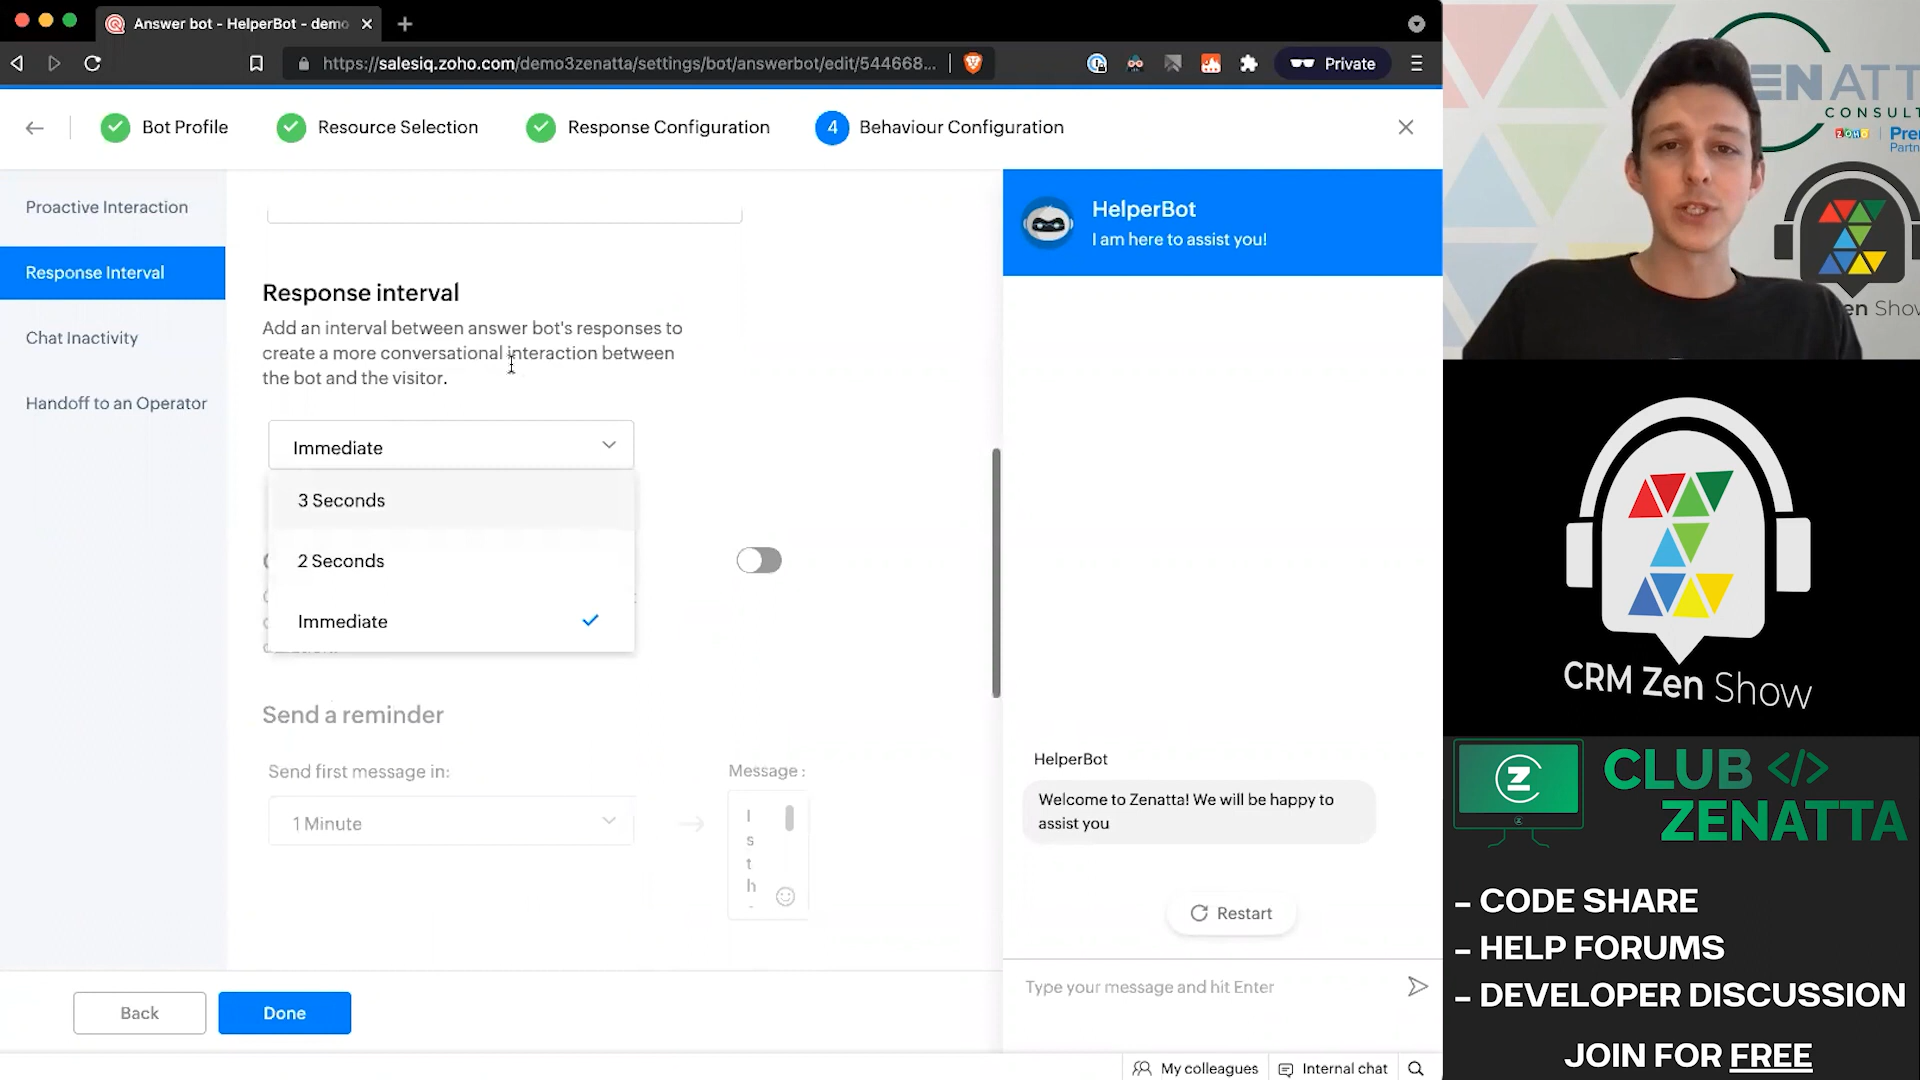 Answer bot - HelperBot - demo
https://salesiq.zoho.com/demo3zenatta/settings/bot/answerbot/edit/544668...
Private
Bot Profile
Resource Selection
Response Configuration
4 Behaviour Configuration
Proactive Interaction
Response Interval
Chat Inactivity
Handoff to an Operator
Response interval
Add an interval between answer bot's responses to
create a more conversational interaction between
the bot and the visitor.
Immediate
3 Seconds
2 Seconds
Immediate
Send a reminder
Send first message in:
1 Minute
Message :
I
s
t
h
Back
Done
HelperBot
I am here to assist you!
HelperBot
Welcome to Zenatta! We will be happy to
assist you
Restart
Type your message and hit Enter
My colleagues
Internal chat
ENATT
CONSULT
ZOHO
Pren
Partn
en Show
CRM Zen Show
CLUB </>
ZENATTA
- CODE SHARE
- HELP FORUMS
- DEVELOPER DISCUSSION
JOIN FOR FREE